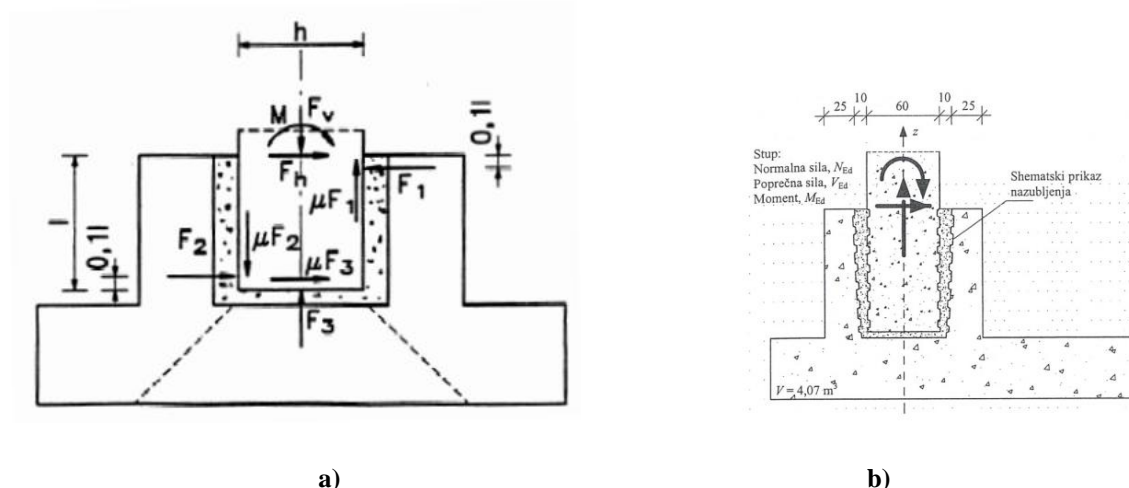 h
M
F_v
0,1l
F_h
F_1
μF_1
l
F_2
μF_2
0,1l
μF_3
F_3
10
10
25
60
25
z
Stup:
Normalna sila, N_Ed
Poprečna sila, V_Ed
Moment, M_Ed
Shematski prikaz
nazubljenja
V = 4,07 m³
a)
b)